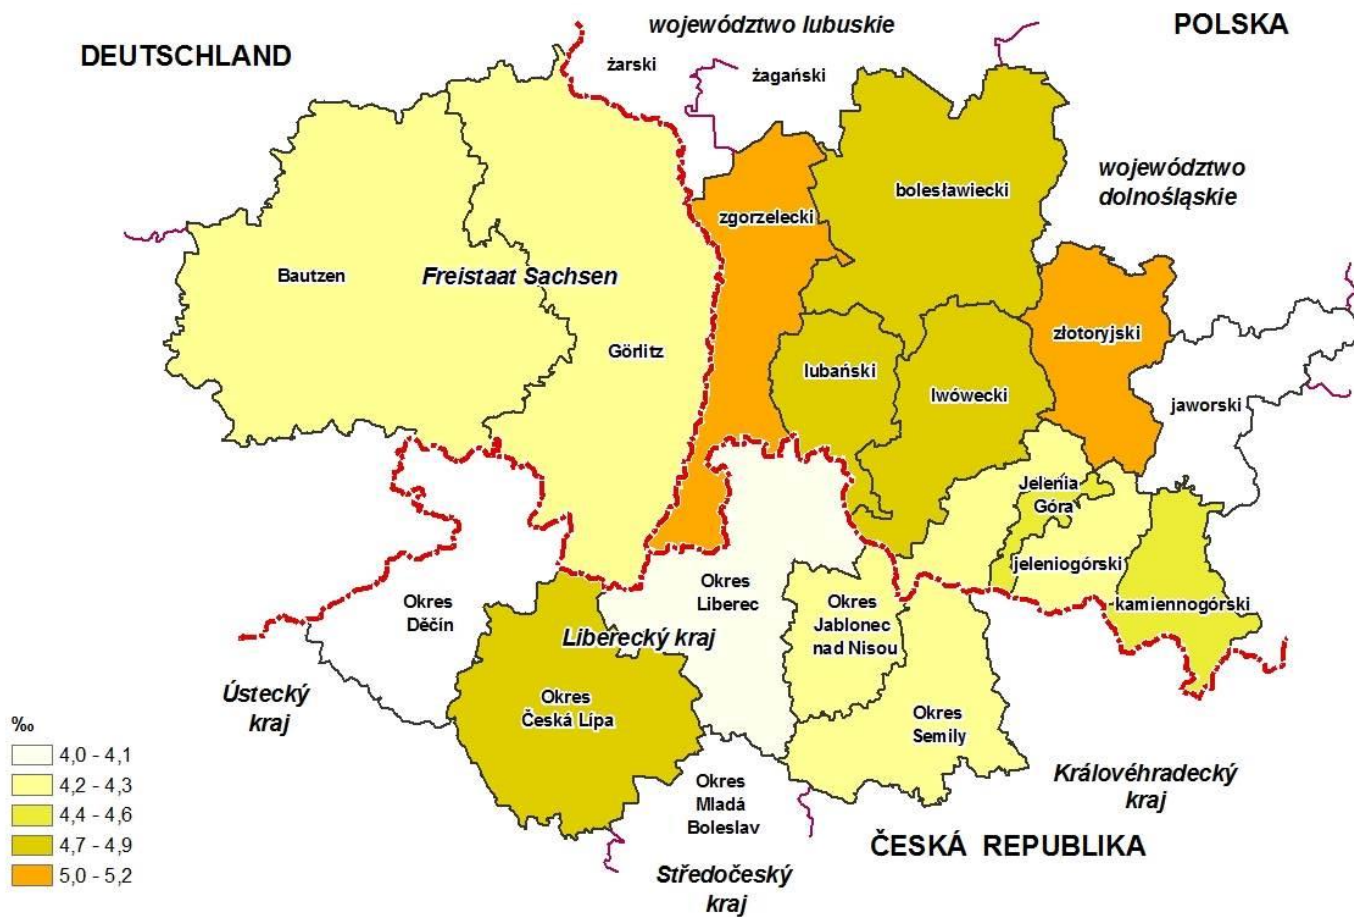 województwo lubuskie
POLSKA
DEUTSCHLAND
żarski
żagański
województwo
dolnośląskie
bolesławiecki
zgorzelecki
Bautzen
Freistaat Sachsen
złotoryjski
Görlitz
lubański
lwówecki
jaworski
Jelenia
Góra
jeleniogórski
kamiennogórski
Okres
Liberec
Okres
Děčín
Okres
Jablonec
nad Nisou
Liberecký kraj
Ústecký
kraj
Okres
Česká Lípa
Okres
Semily
Okres
Mladá
Boleslav
Královéhradecký
kraj
ČESKÁ REPUBLIKA
Středočeský
kraj
‰
4,0 - 4,1
4,2 - 4,3
4,4 - 4,6
4,7 - 4,9
5,0 - 5,2